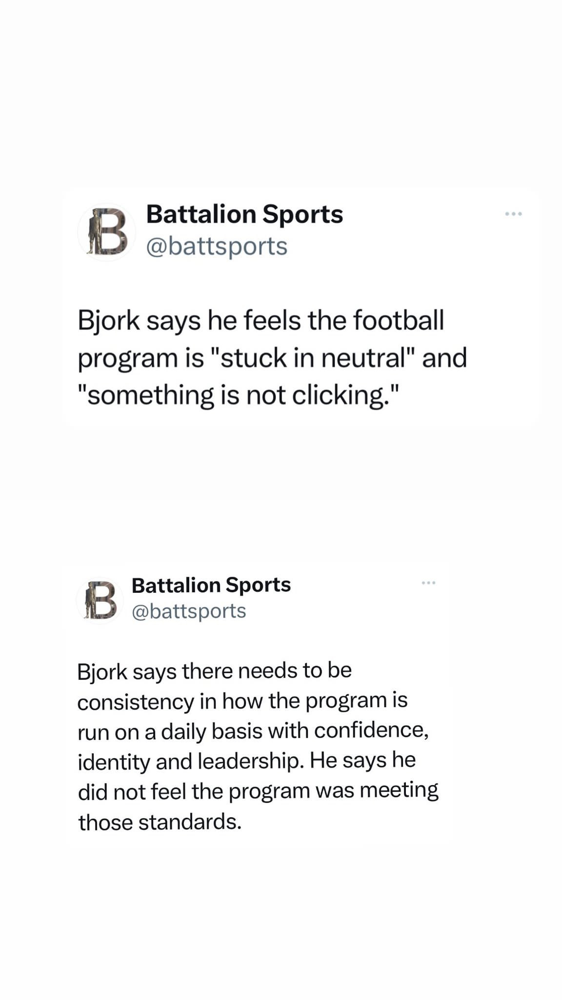 Battalion Sports
@battsports
Bjork says he feels the football
program is "stuck in neutral" and
"something is not clicking."
Battalion Sports
@battsports
Bjork says there needs to be
consistency in how the program is
run on a daily basis with confidence,
identity and leadership. He says he
did not feel the program was meeting
those standards.